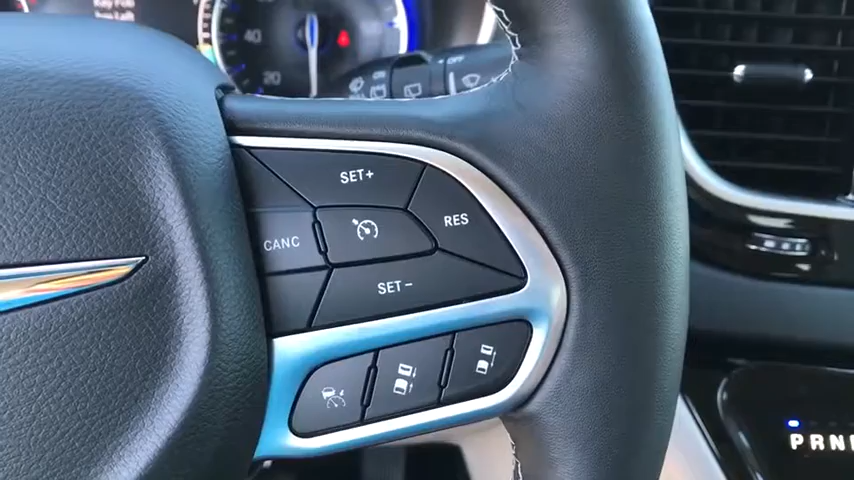 SET+
CANC
RES
SET-
PRN